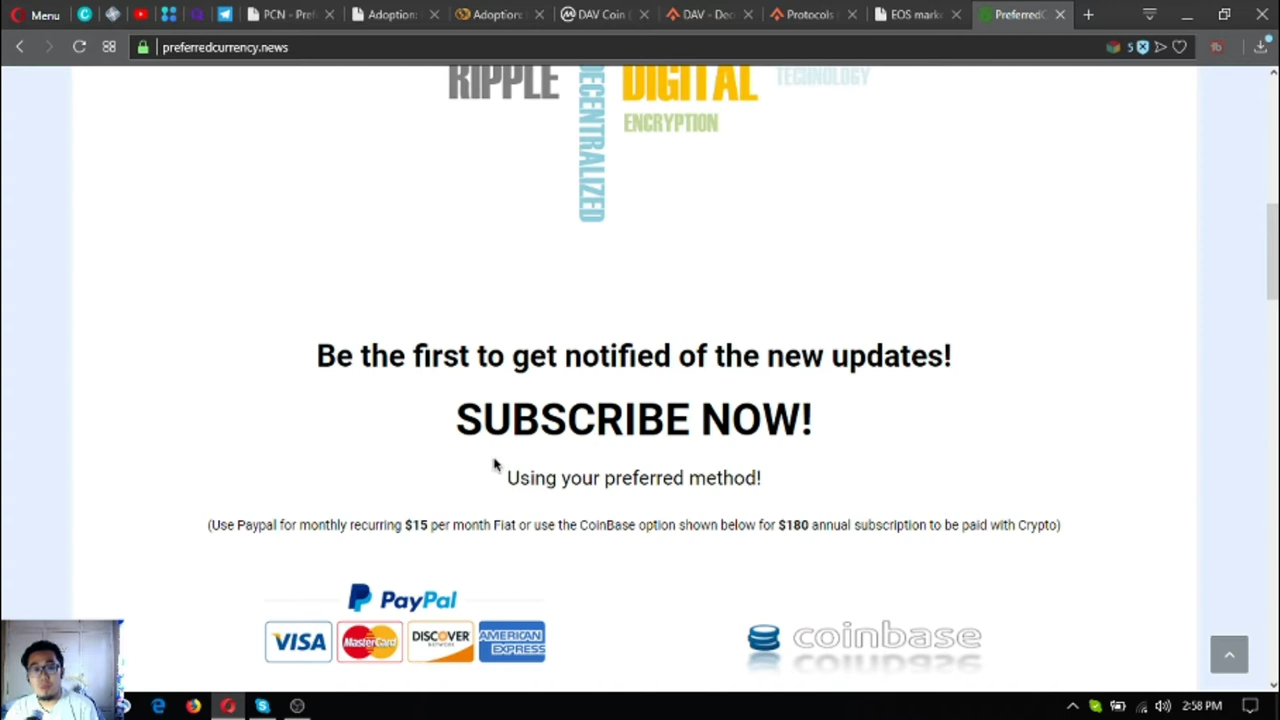 Menu
PCN - Pref
Adoption:
Adoption:
DAV Coin (
DAV - Dec
Protocols
EOS mark
PreferredC
preferredcurrency.news
5
RIPPLE
DECENTRALIZED
DIGITAL
TECHNOLOGY
ENCRYPTION
Be the first to get notified of the new updates!
SUBSCRIBE NOW!
Using your preferred method!
(Use Paypal for monthly recurring $15 per month Fiat or use the CoinBase option shown below for $180 annual subscription to be paid with Crypto)
PayPal
VISA
MasterCard
DISCOVER
NETWORK
AMERICAN
EXPRESS
coinbase
2:58 PM